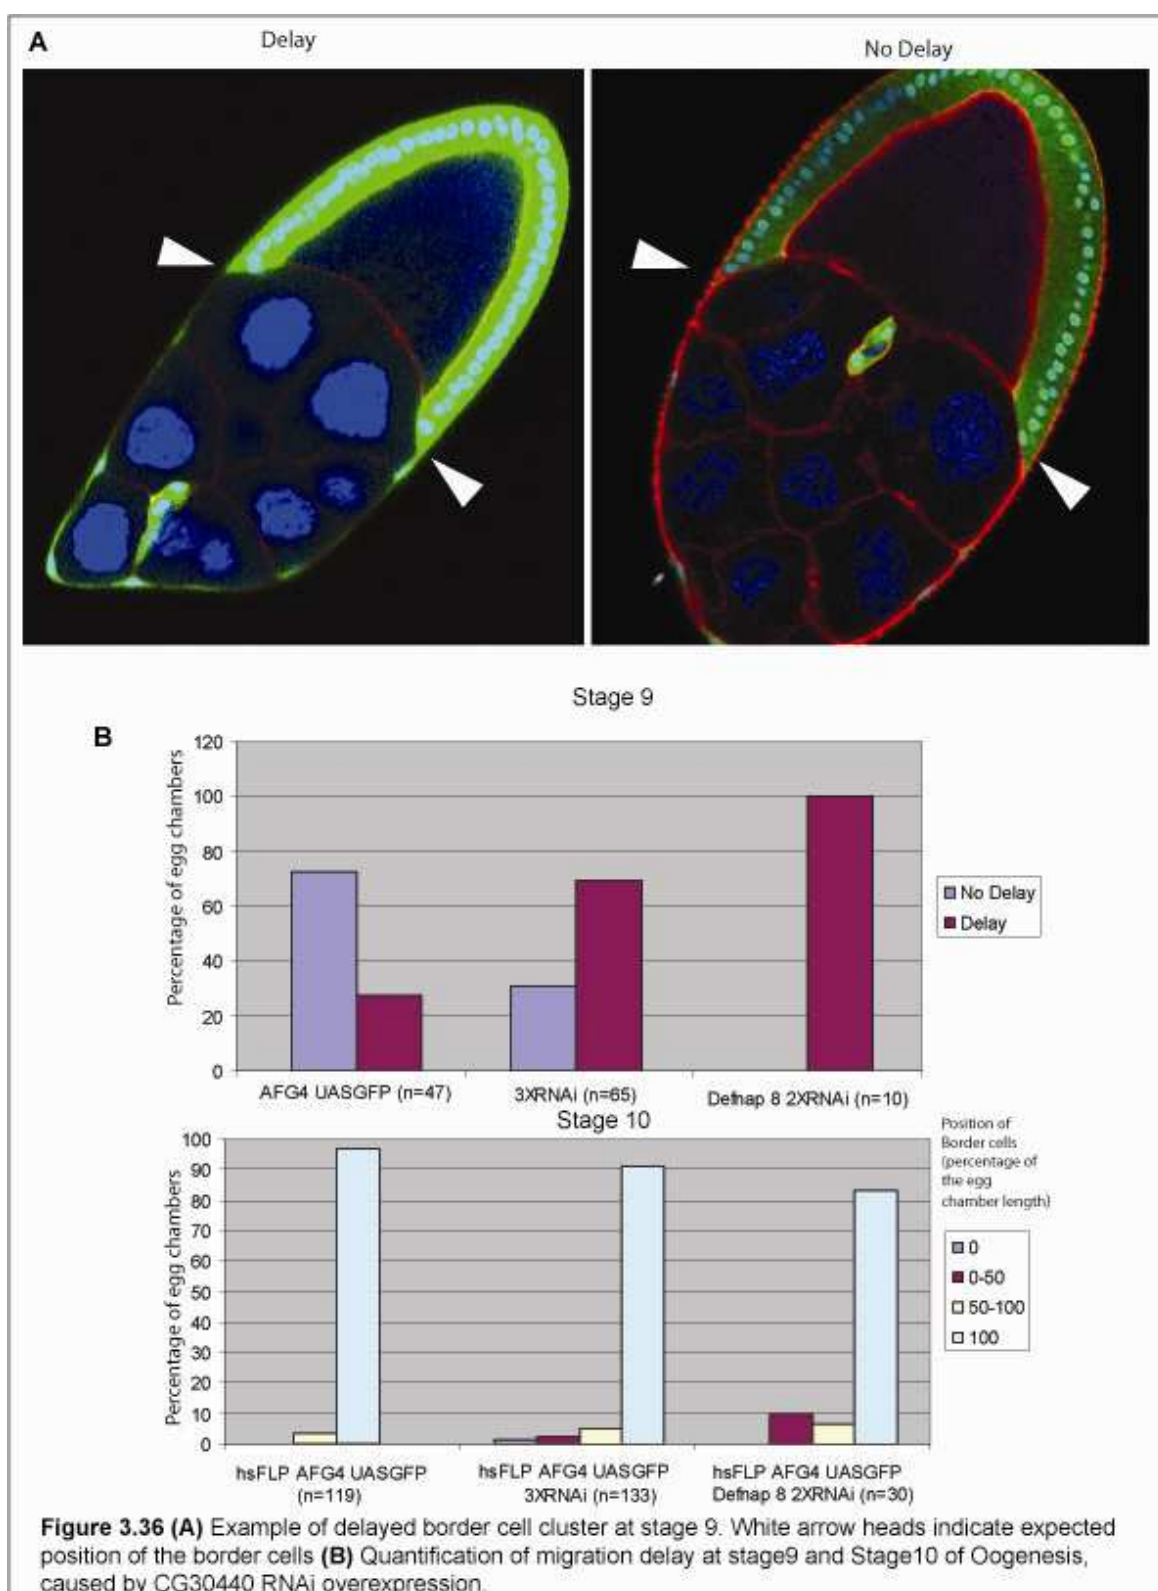 A
Delay
No Delay
Stage 9
B
Percentage of egg chambers
120
100
80
60
40
20
0
No Delay
Delay
AFG4 UASGFP (n=47)
3XRNAi (n=65)
Defnap 8 2XRNAi (n=10)
Stage 10
Percentage of egg chambers
100
90
80
70
60
50
40
30
20
10
0
Position of
Border cells
(percentage of
the egg
chamber length)
0
0-50
50-100
100
hsFLP AFG4 UASGFP
(n=119)
hsFLP AFG4 UASGFP
3XRNAi (n=133)
hsFLP AFG4 UASGFP
Defnap 8 2XRNAi (n=30)
Figure 3.36 (A) Example of delayed border cell cluster at stage 9. White arrow heads indicate expected
position of the border cells (B) Quantification of migration delay at stage9 and Stage10 of Oogenesis,
caused by CG30440 RNAi overexpression.